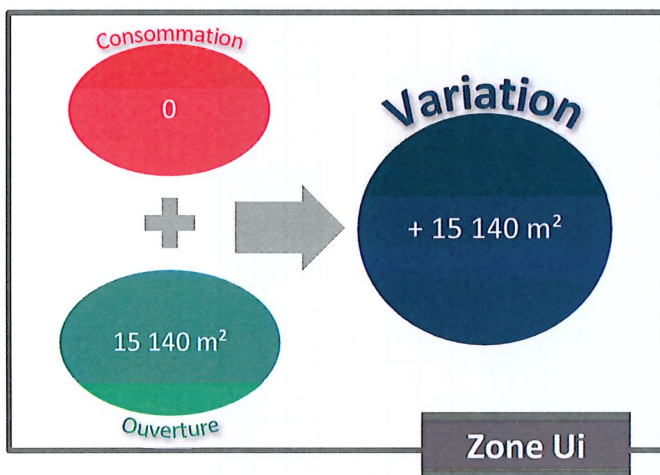 Consommation
0
15 140 m²
Ouverture
Variation
+ 15 140 m²
Zone Ui